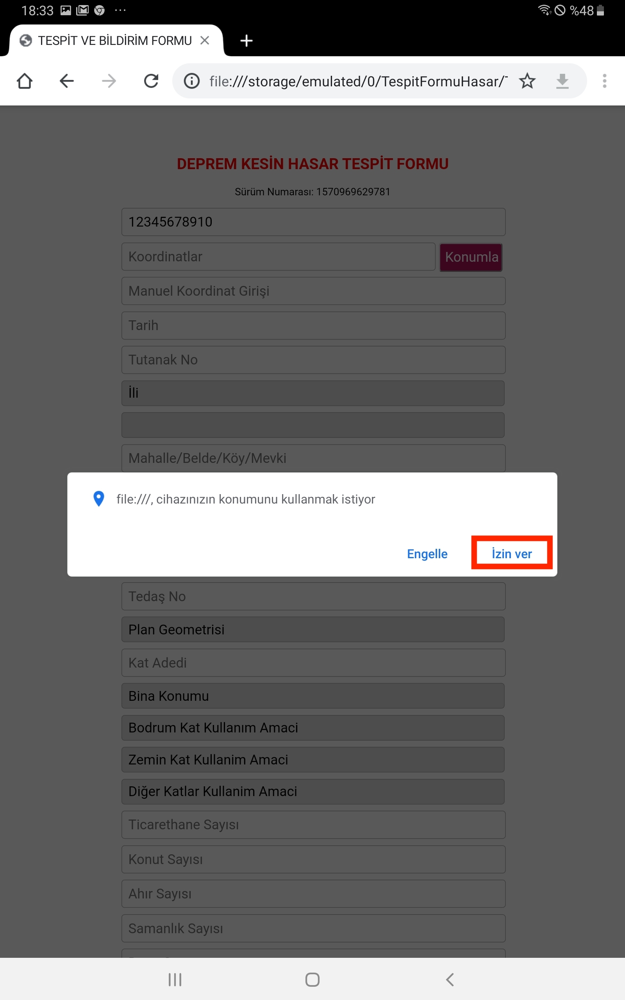 18:33
%48
TESPİT VE BİLDİRİM FORMU
file:///storage/emulated/0/TespitFormuHasar/
DEPREM KESİN HASAR TESPİT FORMU
Sürüm Numarası: 1570969629781
12345678910
Koordinatlar
Konumla
Manuel Koordinat Girişi
Tarih
Tutanak No
İli
Mahalle/Belde/Köy/Mevki
file:///, cihazınızın konumunu kullanmak istiyor
Engelle
İzin ver
Tedaş No
Plan Geometrisi
Kat Adedi
Bina Konumu
Bodrum Kat Kullanım Amaci
Zemin Kat Kullanim Amaci
Diğer Katlar Kullanim Amaci
Ticarethane Sayısı
Konut Sayısı
Ahır Sayısı
Samanlık Sayısı